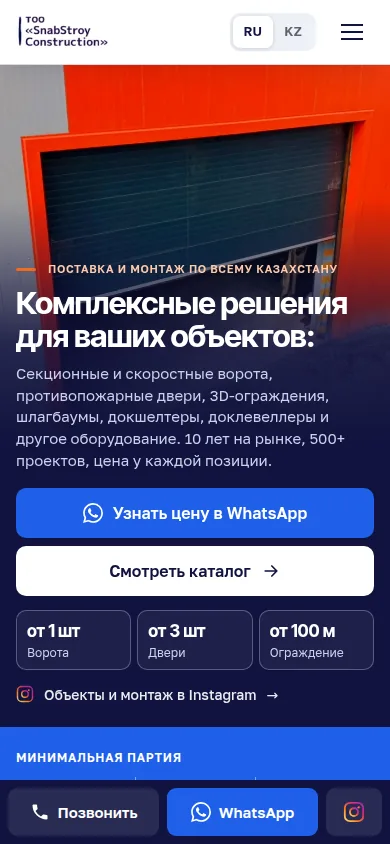 ТОО
«SnabStroy
Construction»
RU KZ
ПОСТАВКА И МОНТАЖ ПО ВСЕМУ КАЗАХСТАНУ
Комплексные решения
для ваших объектов:
Секционные и скоростные ворота,
противопожарные двери, 3D-ограждения,
шлагбаумы, докшелтеры, доклевеллеры и
другое оборудование. 10 лет на рынке, 500+
проектов, цена у каждой позиции.
Узнать цену в WhatsApp
Смотреть каталог →
от 1 шт
Ворота
от 3 шт
Двери
от 100 м
Ограждение
Объекты и монтаж в Instagram →
МИНИМАЛЬНАЯ ПАРТИЯ
Позвонить
WhatsApp